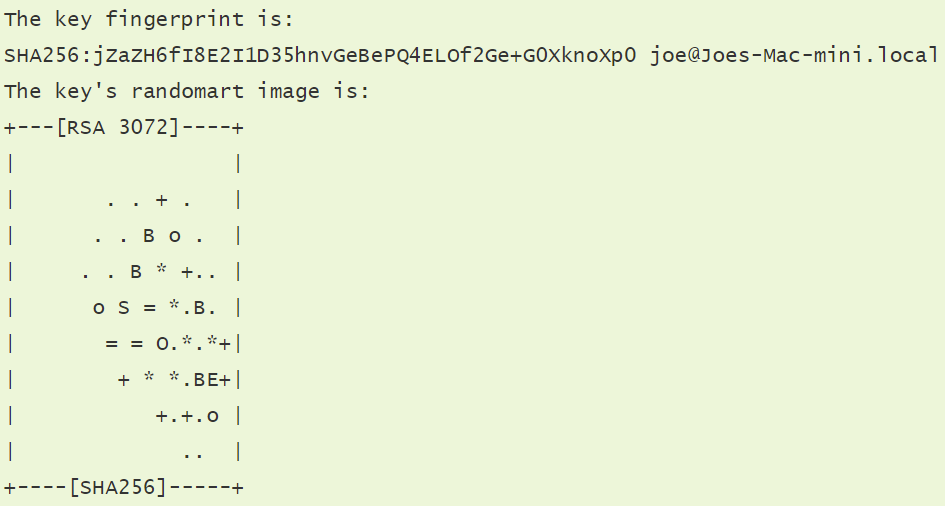 The key fingerprint is:
SHA256:jZaZH6fI8E2I1D35hnvGeBePQ4ELOf2Ge+G0XknoXp0 joe@Joes-Mac-mini.local
The key's randomart image is:
+---[RSA 3072]----+
|                 |
|       . . + .   |
|      . . B o .  |
|     . . B * +.. |
|      o S = *.B. |
|       = = O.*.*+|
|        + * *.BE+|
|           +.+.o |
|             ..  |
+----[SHA256]-----+